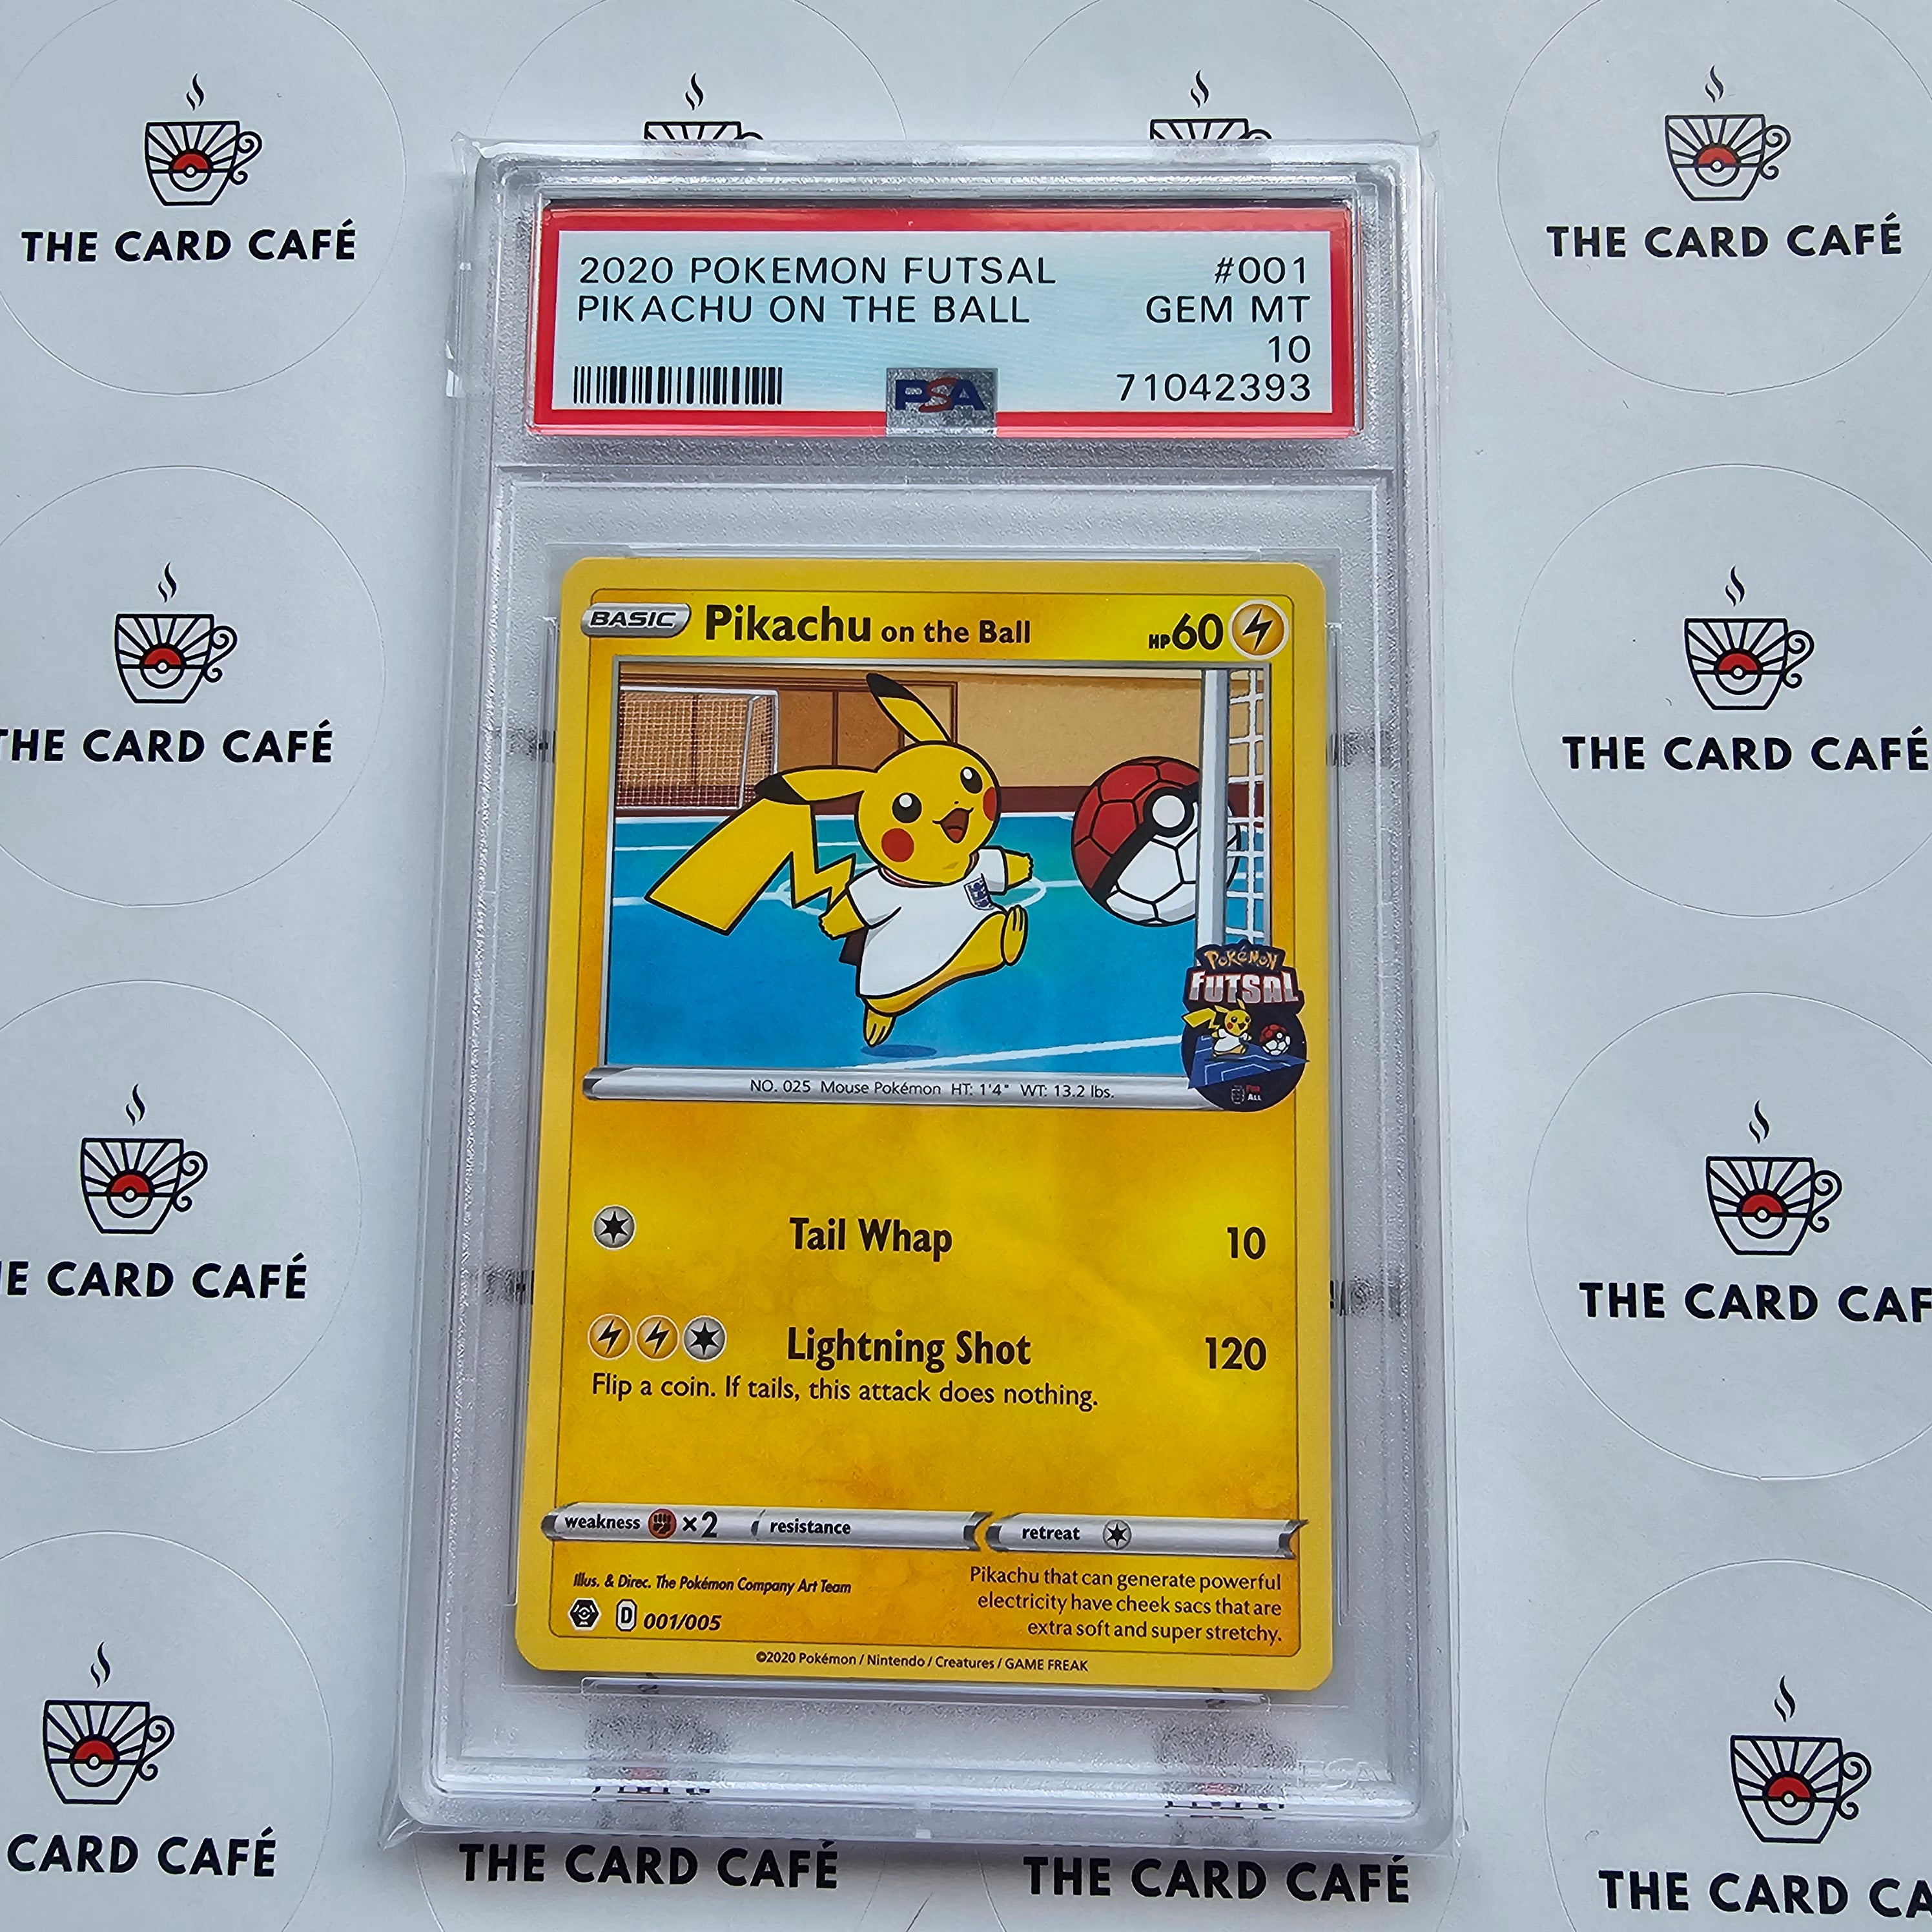 THE CARD CAFÉ
THE CARD CAFÉ
2020 POKEMON FUTSAL #001
PIKACHU ON THE BALL GEM MT
10
PSA 71042393
THE CARD CAFÉ
THE CARD CAFÉ
BASIC Pikachu on the Ball HP 60
POKÉMON
FUTSAL
FOR
ALL
NO. 025 Mouse Pokémon HT: 1'4" WT: 13.2 lbs.
Tail Whap 10
Lightning Shot 120
Flip a coin. If tails, this attack does nothing.
E CARD CAFÉ
THE CARD CAF
weakness ×2 resistance retreat
Illus. & Direc. The Pokémon Company Art Team
D 001/005
Pikachu that can generate powerful
electricity have cheek sacs that are
extra soft and super stretchy.
©2020 Pokémon / Nintendo / Creatures / GAME FREAK
CARD CAFÉ
THE CARD CAFÉ
THE CARD CAFÉ
THE CARD CA